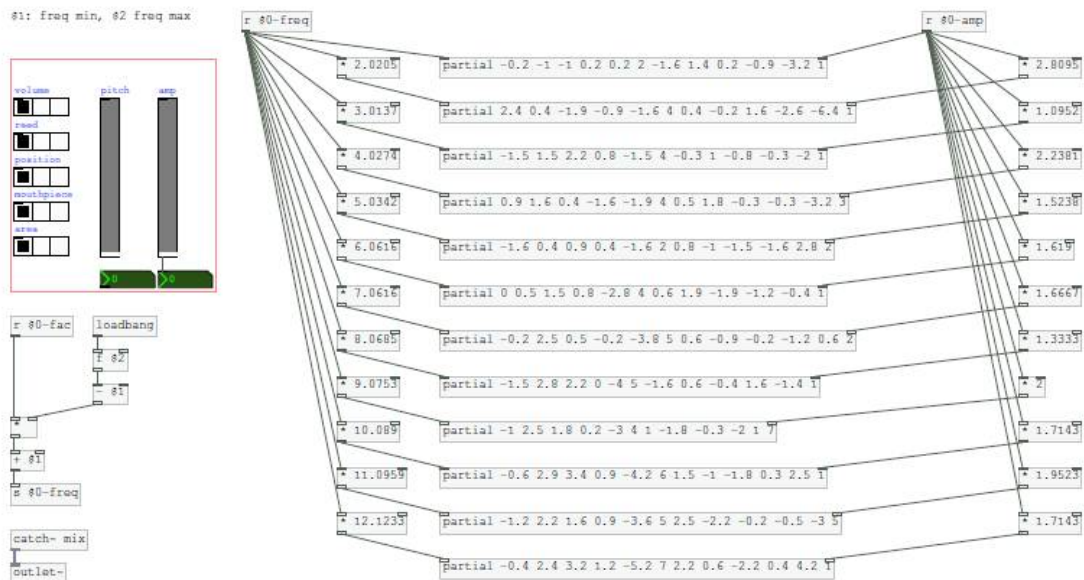 $1: freq min, $2 freq max
volume
reed
position
mouthpiece
area
pitch
amp
0
0
r $0-fac
loadbang
f $2
- $1
*
+ $1
s $0-freq
catch~ mix
outlet~
r $0-freq
* 2.0205
* 3.0137
* 4.0274
* 5.0342
* 6.0616
* 7.0616
* 8.0685
* 9.0753
* 10.089
* 11.0959
* 12.1233
partial -0.2 -1 -1 0.2 0.2 2 -1.6 1.4 0.2 -0.9 -3.2 1
partial 2.4 0.4 -1.9 -0.9 -1.6 4 0.4 -0.2 1.6 -2.6 -6.4 1
partial -1.5 1.5 2.2 0.8 -1.5 4 -0.3 1 -0.8 -0.3 -2 1
partial 0.9 1.6 0.4 -1.6 -1.9 4 0.5 1.8 -0.3 -0.3 -3.2 3
partial -1.6 0.4 0.9 0.4 -1.6 2 0.8 -1 -1.5 -1.6 2.8 2
partial 0 0.5 1.5 0.8 -2.8 4 0.6 1.9 -1.9 -1.2 -0.4 1
partial -0.2 2.5 0.5 -0.2 -3.8 5 0.6 -0.9 -0.2 -1.2 0.6 2
partial -1.5 2.8 2.2 0 -4 5 -1.6 0.6 -0.4 1.6 -1.4 1
partial -1 2.5 1.8 0.2 -3 4 1 -1.8 -0.3 -2 1 7
partial -0.6 2.9 3.4 0.9 -4.2 6 1.5 -1 -1.8 0.3 2.5 1
partial -1.2 2.2 1.6 0.9 -3.6 5 2.5 -2.2 -0.2 -0.5 -3 5
partial -0.4 2.4 3.2 1.2 -5.2 7 2.2 0.6 -2.2 0.4 4.2 1
r $0-amp
* 2.8095
* 1.0952
* 2.2381
* 1.5238
* 1.619
* 1.6667
* 1.3333
* 2
* 1.7143
* 1.9523
* 1.7143